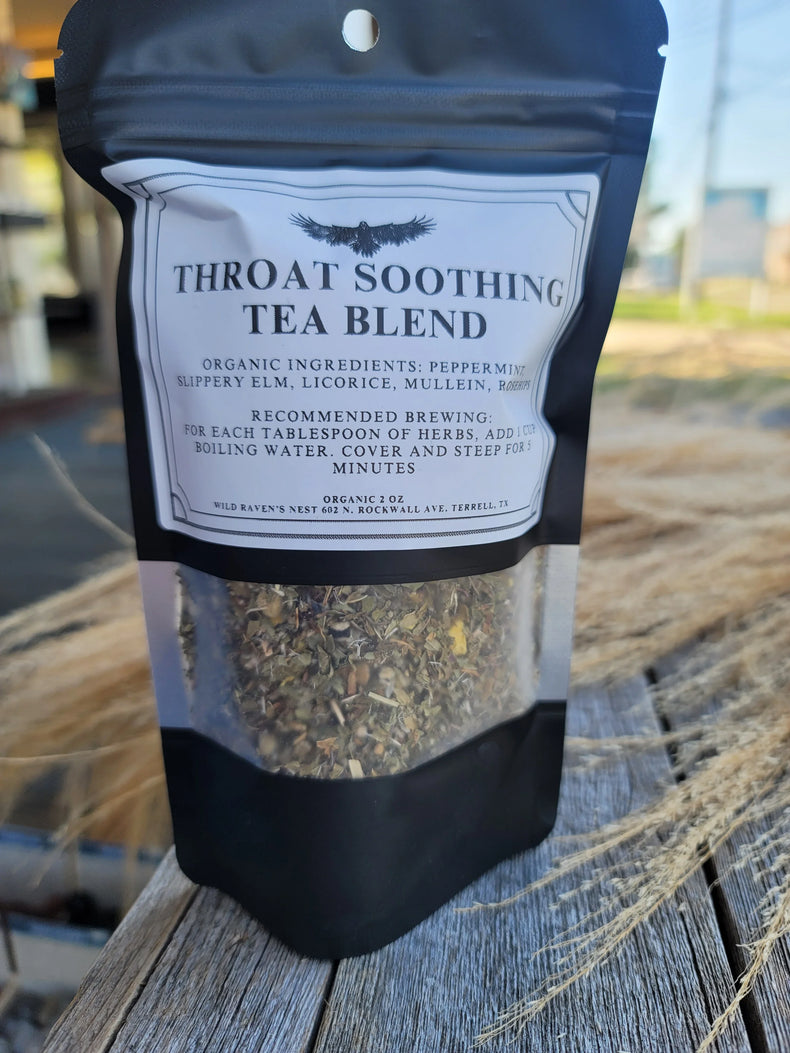 THROAT SOOTHING
TEA BLEND
ORGANIC INGREDIENTS: PEPPERMINT,
SLIPPERY ELM, LICORICE, MULLEIN, ROSEHIPS
RECOMMENDED BREWING:
FOR EACH TABLESPOON OF HERBS, ADD 1 CUP
BOILING WATER. COVER AND STEEP FOR 5
MINUTES
ORGANIC 2 OZ
WILD RAVEN'S NEST 602 N. ROCKWALL AVE. TERRELL, TX